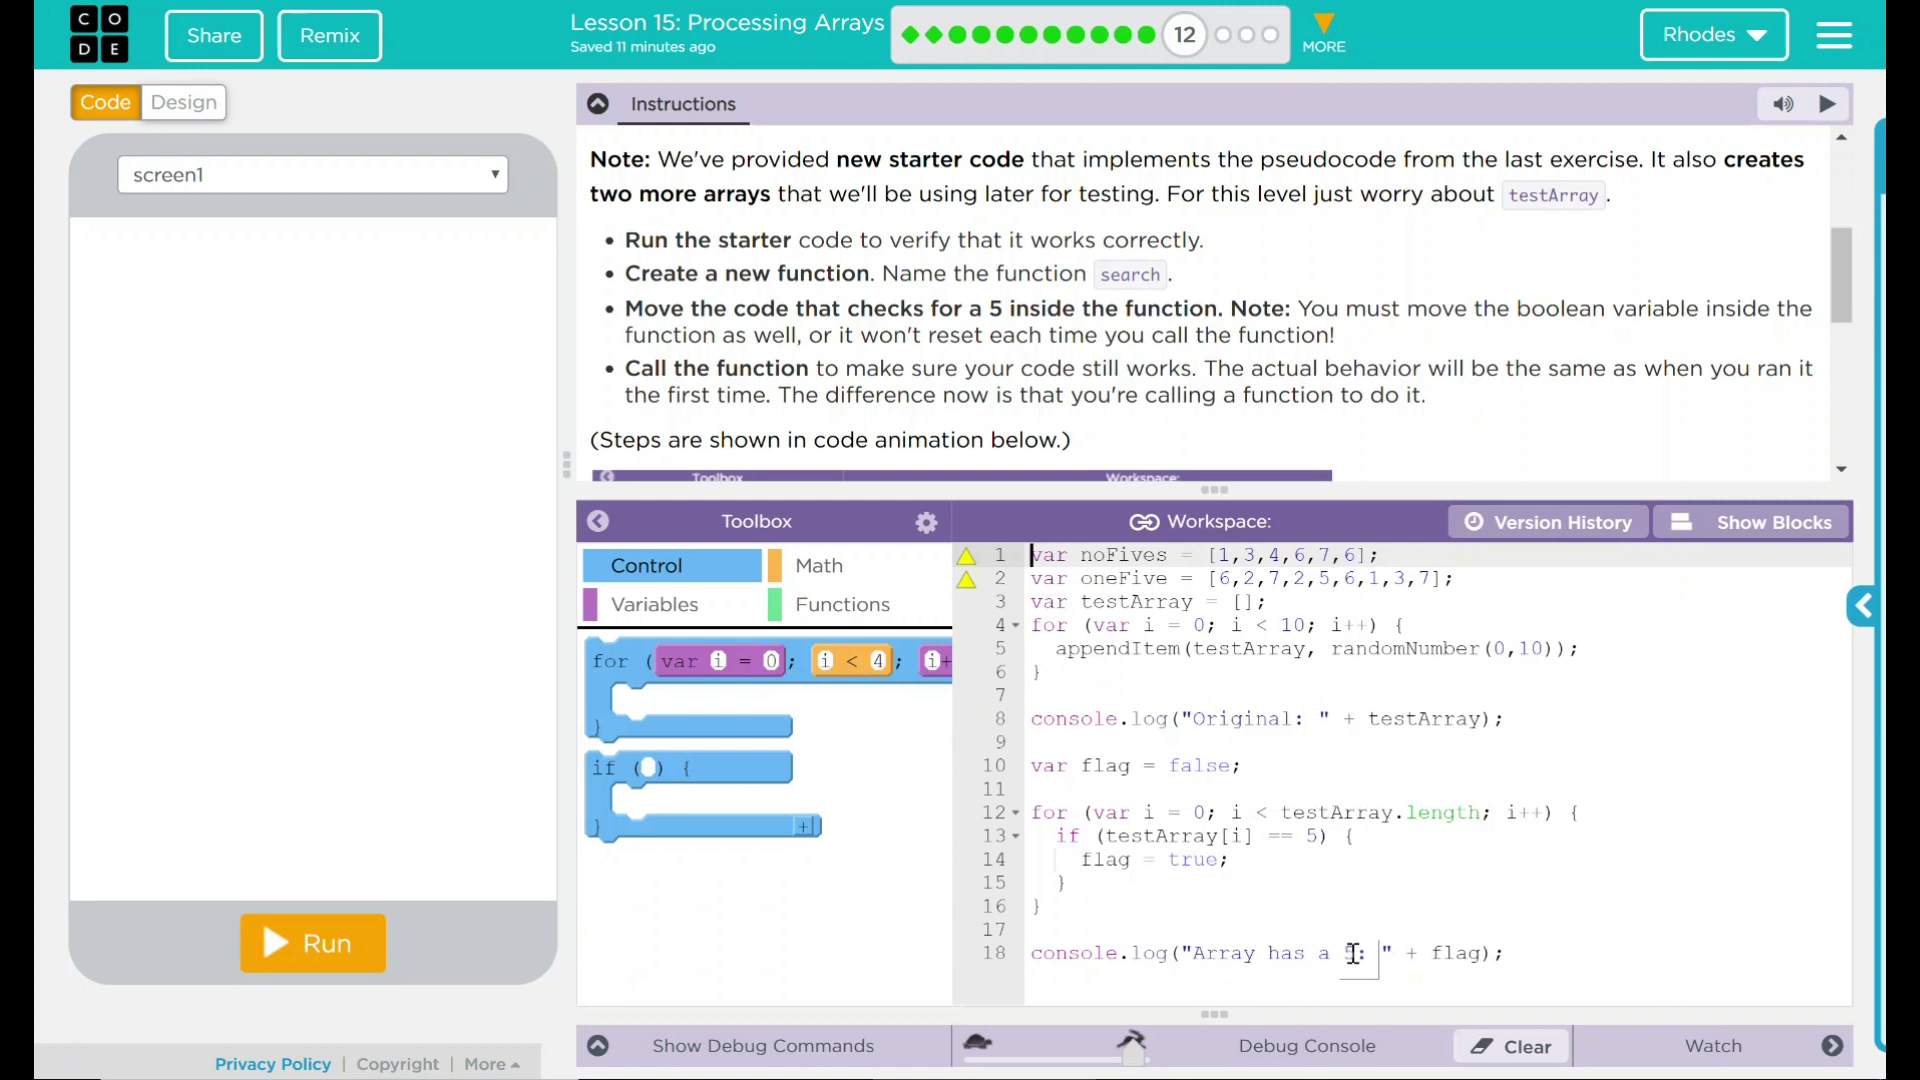 CODE
Share
Remix
Lesson 15: Processing Arrays
Saved 11 minutes ago
12
MORE
Rhodes
Code
Design
screen1
Run
Privacy Policy | Copyright | More
Instructions
Note: We've provided new starter code that implements the pseudocode from the last exercise. It also creates
two more arrays that we'll be using later for testing. For this level just worry about testArray.
• Run the starter code to verify that it works correctly.
• Create a new function. Name the function search.
• Move the code that checks for a 5 inside the function. Note: You must move the boolean variable inside the
function as well, or it won't reset each time you call the function!
• Call the function to make sure your code still works. The actual behavior will be the same as when you ran it
the first time. The difference now is that you're calling a function to do it.
(Steps are shown in code animation below.)
Toolbox
Workspace:
Toolbox
Workspace:
Version History
Show Blocks
Control
Math
Variables
Functions
for (var i = 0; i < 4; i+
}
if () {
}
+
1 var noFives = [1,3,4,6,7,6];
2 var oneFive = [6,2,7,2,5,6,1,3,7];
3 var testArray = [];
4 for (var i = 0; i < 10; i++) {
5 appendItem(testArray, randomNumber(0,10));
6 }
7
8 console.log("Original: " + testArray);
9
10 var flag = false;
11
12 for (var i = 0; i < testArray.length; i++) {
13 if (testArray[i] == 5) {
14 flag = true;
15 }
16 }
17
18 console.log("Array has a 5: " + flag);
Show Debug Commands
Debug Console
Clear
Watch